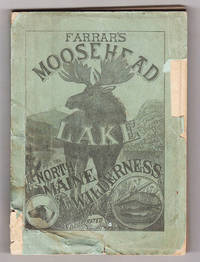 FARRAR'S
MOOSEHEAD
LAKE
NORTH
MAINE
WILDERNESS